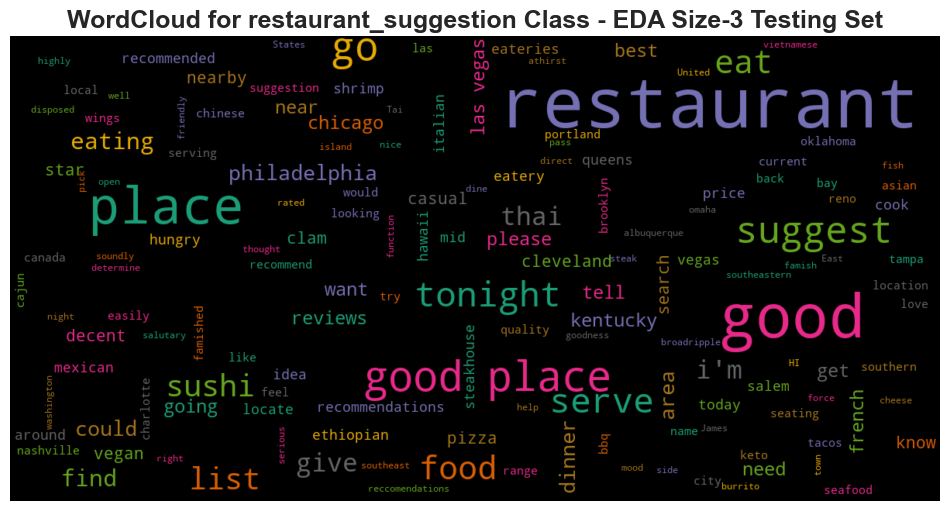 WordCloud for restaurant_suggestion Class - EDA Size-3 Testing Set
highly
recommended
States
go
las
eateries
athirst
best
eat
vietnamese
United
nearby
suggestion
shrimp
las vegas
restaurant
local
disposed
well
wings
friendly
chinese
near
chicago
Tai
italian
eating
serving
island
nice
portland
pass
direct
queens
oklahoma
star
pick
open
philadelphia
would
casual
dine
eatery
thai
brooklyn
price
current
back
bay
reno
asian
fish
cook
place
rated
looking
function
hawaii
mid
please
albuquerque
omaha
suggest
hungry
clam
thought
canada
determine
soundly
recommend
cleveland
steak
vegas
southeastern
famish
East
tampa
cajun
want
try
tonight
tell
search
location
love
night
easily
decent
salutary
famished
reviews
quality
goodness
kentucky
broadripple
good
mexican
like
idea
feel
good place
steakhouse
i'm
HI
get
southern
washington
charlotte
sushi
going
locate
recommendations
help
serve
area
today
salem
seating
force
cheese
french
around
could
nashville
vegan
right
serious
ethiopian
pizza
dinner
bbq
name
James
tacos
know
find
list
give
southeast
reccomendations
food
range
mood
side
city
need
keto
burrito
town
seafood